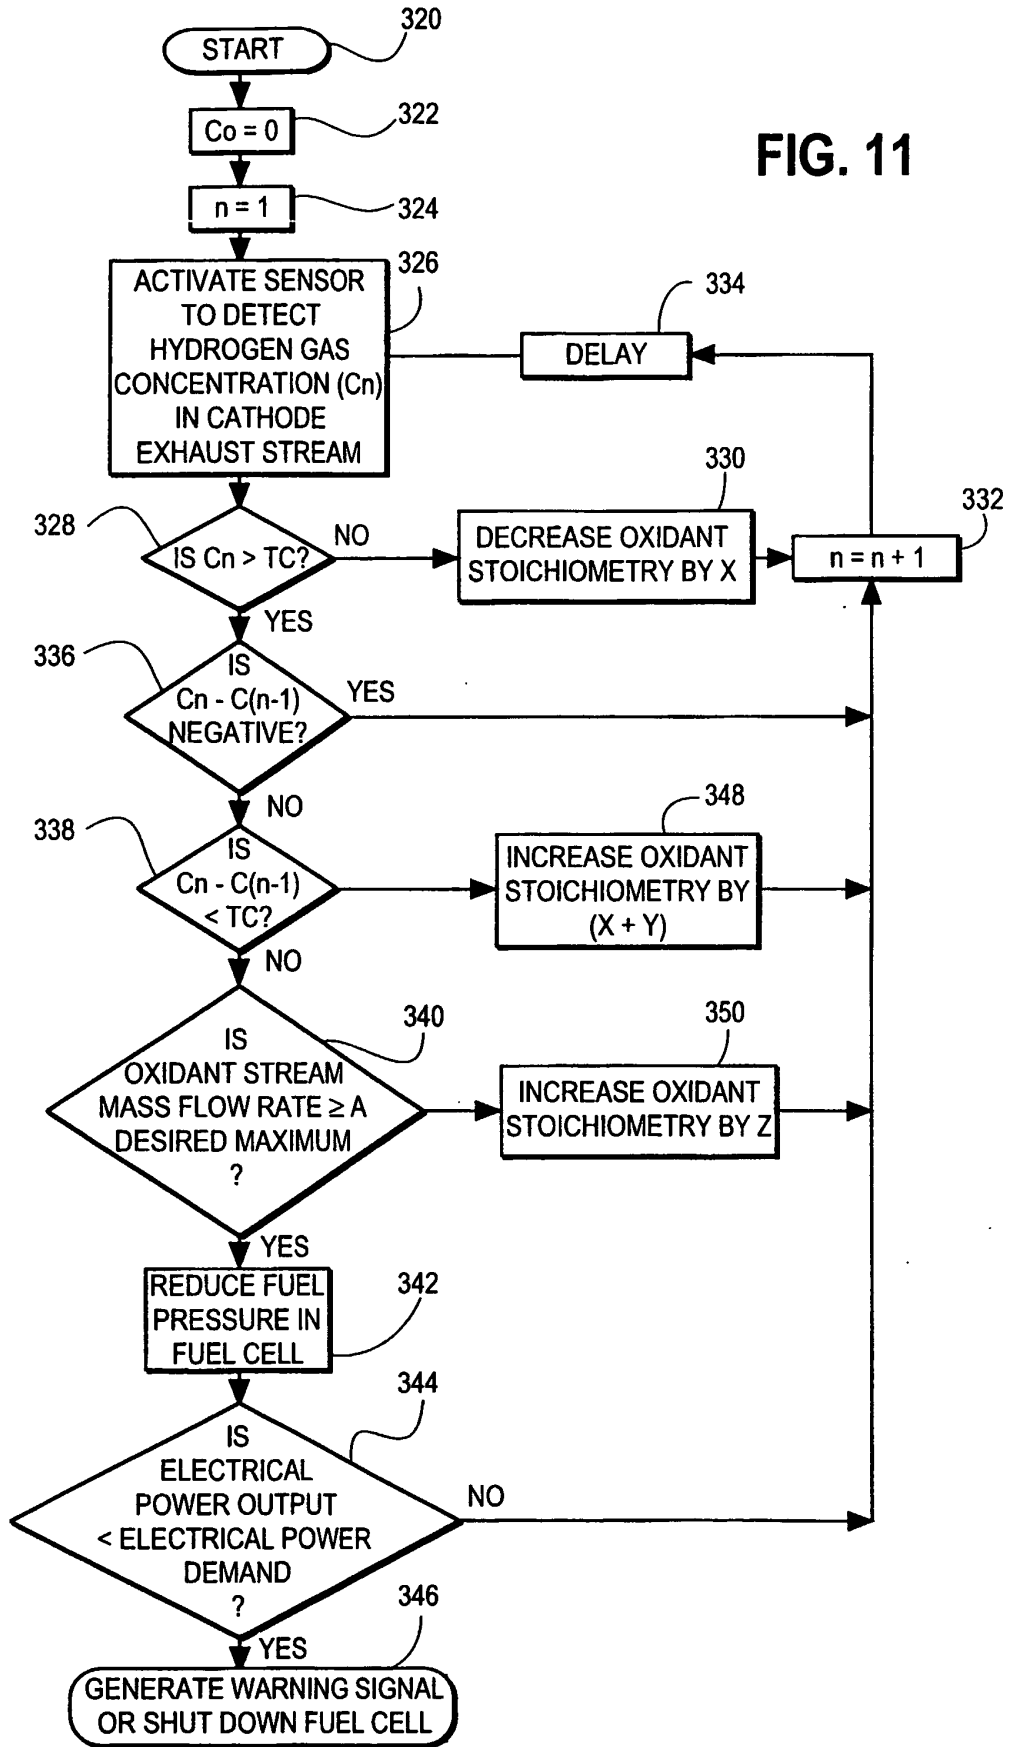 320
START
322
Co = 0
FIG. 11
324
n = 1
326
ACTIVATE SENSOR
TO DETECT
HYDROGEN GAS
CONCENTRATION (Cn)
IN CATHODE
EXHAUST STREAM
334
DELAY
330
DECREASE OXIDANT
STOICHIOMETRY BY X
332
n = n + 1
328
IS Cn > TC?
NO
YES
336
IS
Cn - C(n-1)
NEGATIVE?
YES
NO
338
IS
Cn - C(n-1)
< TC?
348
INCREASE OXIDANT
STOICHIOMETRY BY
(X + Y)
NO
340
IS
OXIDANT STREAM
MASS FLOW RATE ≥ A
DESIRED MAXIMUM
?
350
INCREASE OXIDANT
STOICHIOMETRY BY Z
YES
342
REDUCE FUEL
PRESSURE IN
FUEL CELL
344
IS
ELECTRICAL
POWER OUTPUT
< ELECTRICAL POWER
DEMAND
?
NO
YES
346
GENERATE WARNING SIGNAL
OR SHUT DOWN FUEL CELL